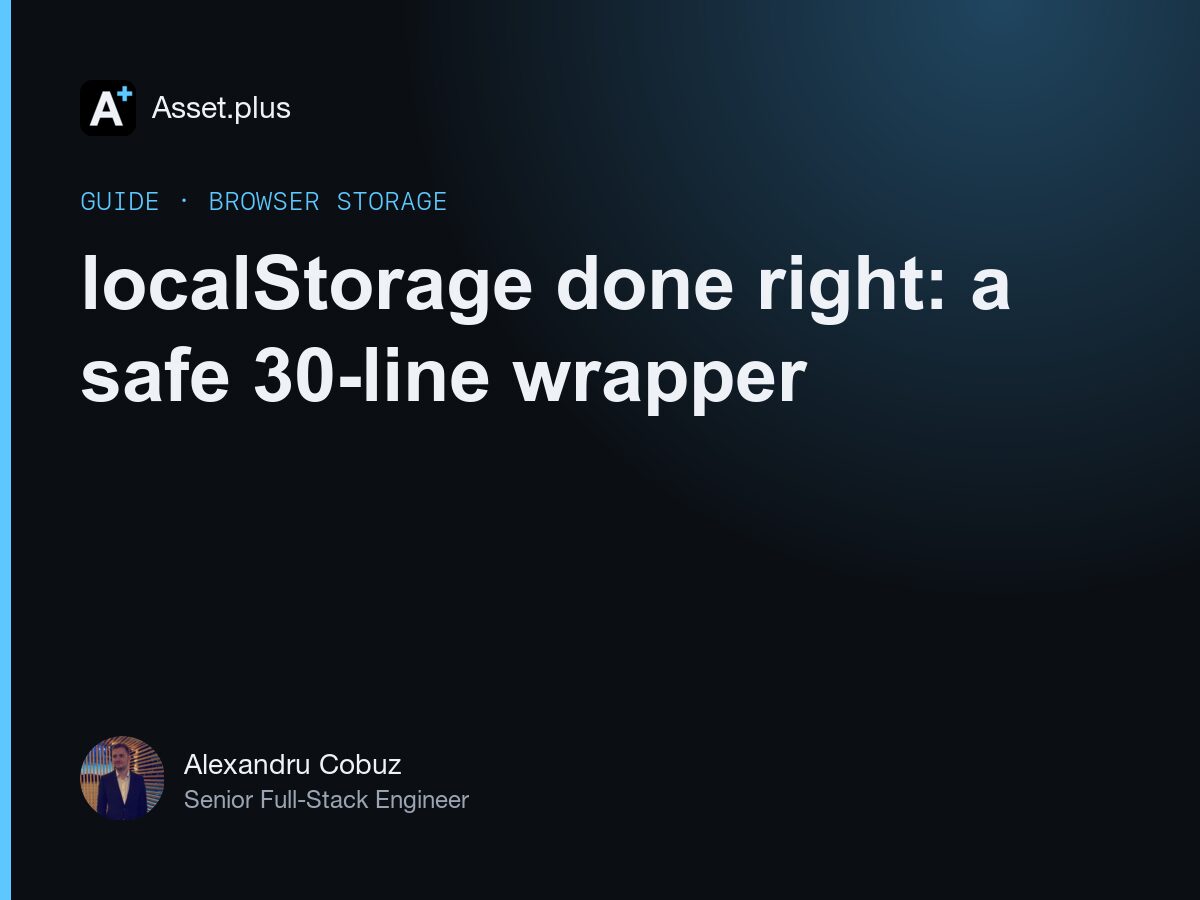 A+ Asset.plus
GUIDE · BROWSER STORAGE
localStorage done right: a
safe 30-line wrapper
Alexandru Cobuz
Senior Full-Stack Engineer